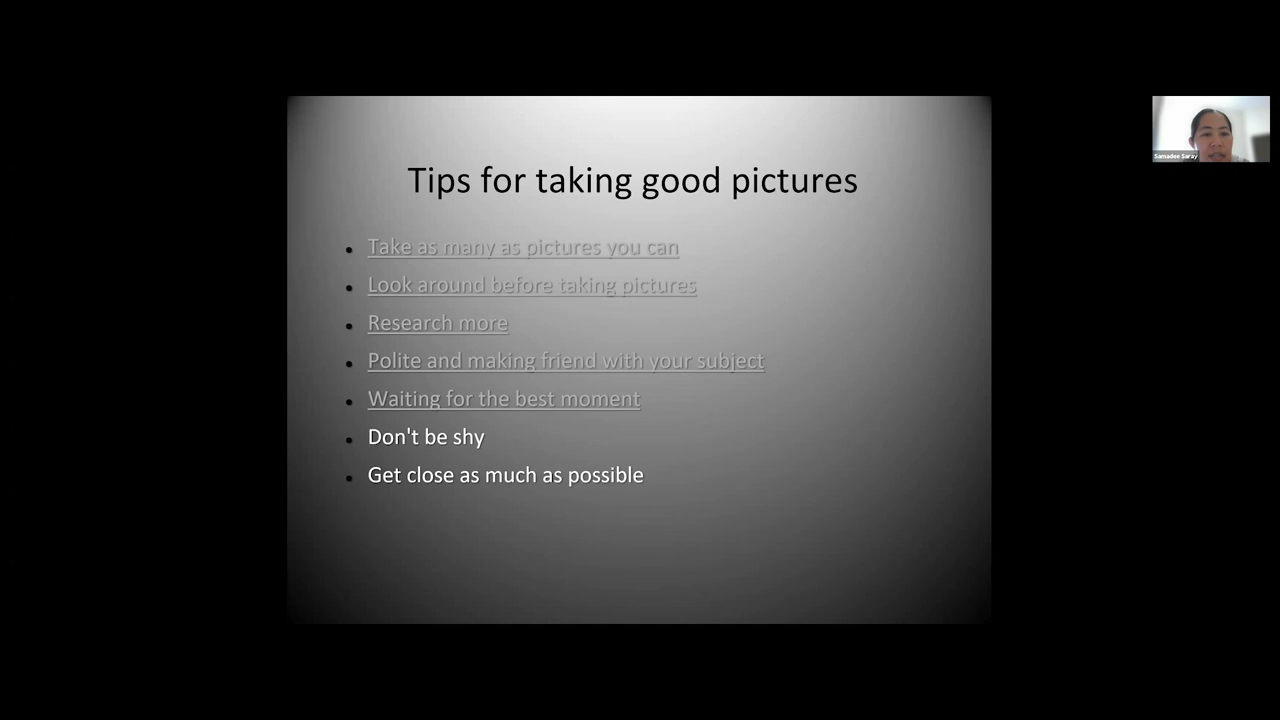 Tips for taking good pictures
Take as many as pictures you can
Look around before taking pictures
Research more
Polite and making friend with your subject
Waiting for the best moment
Don't be shy
Get close as much as possible
Samadee Saray